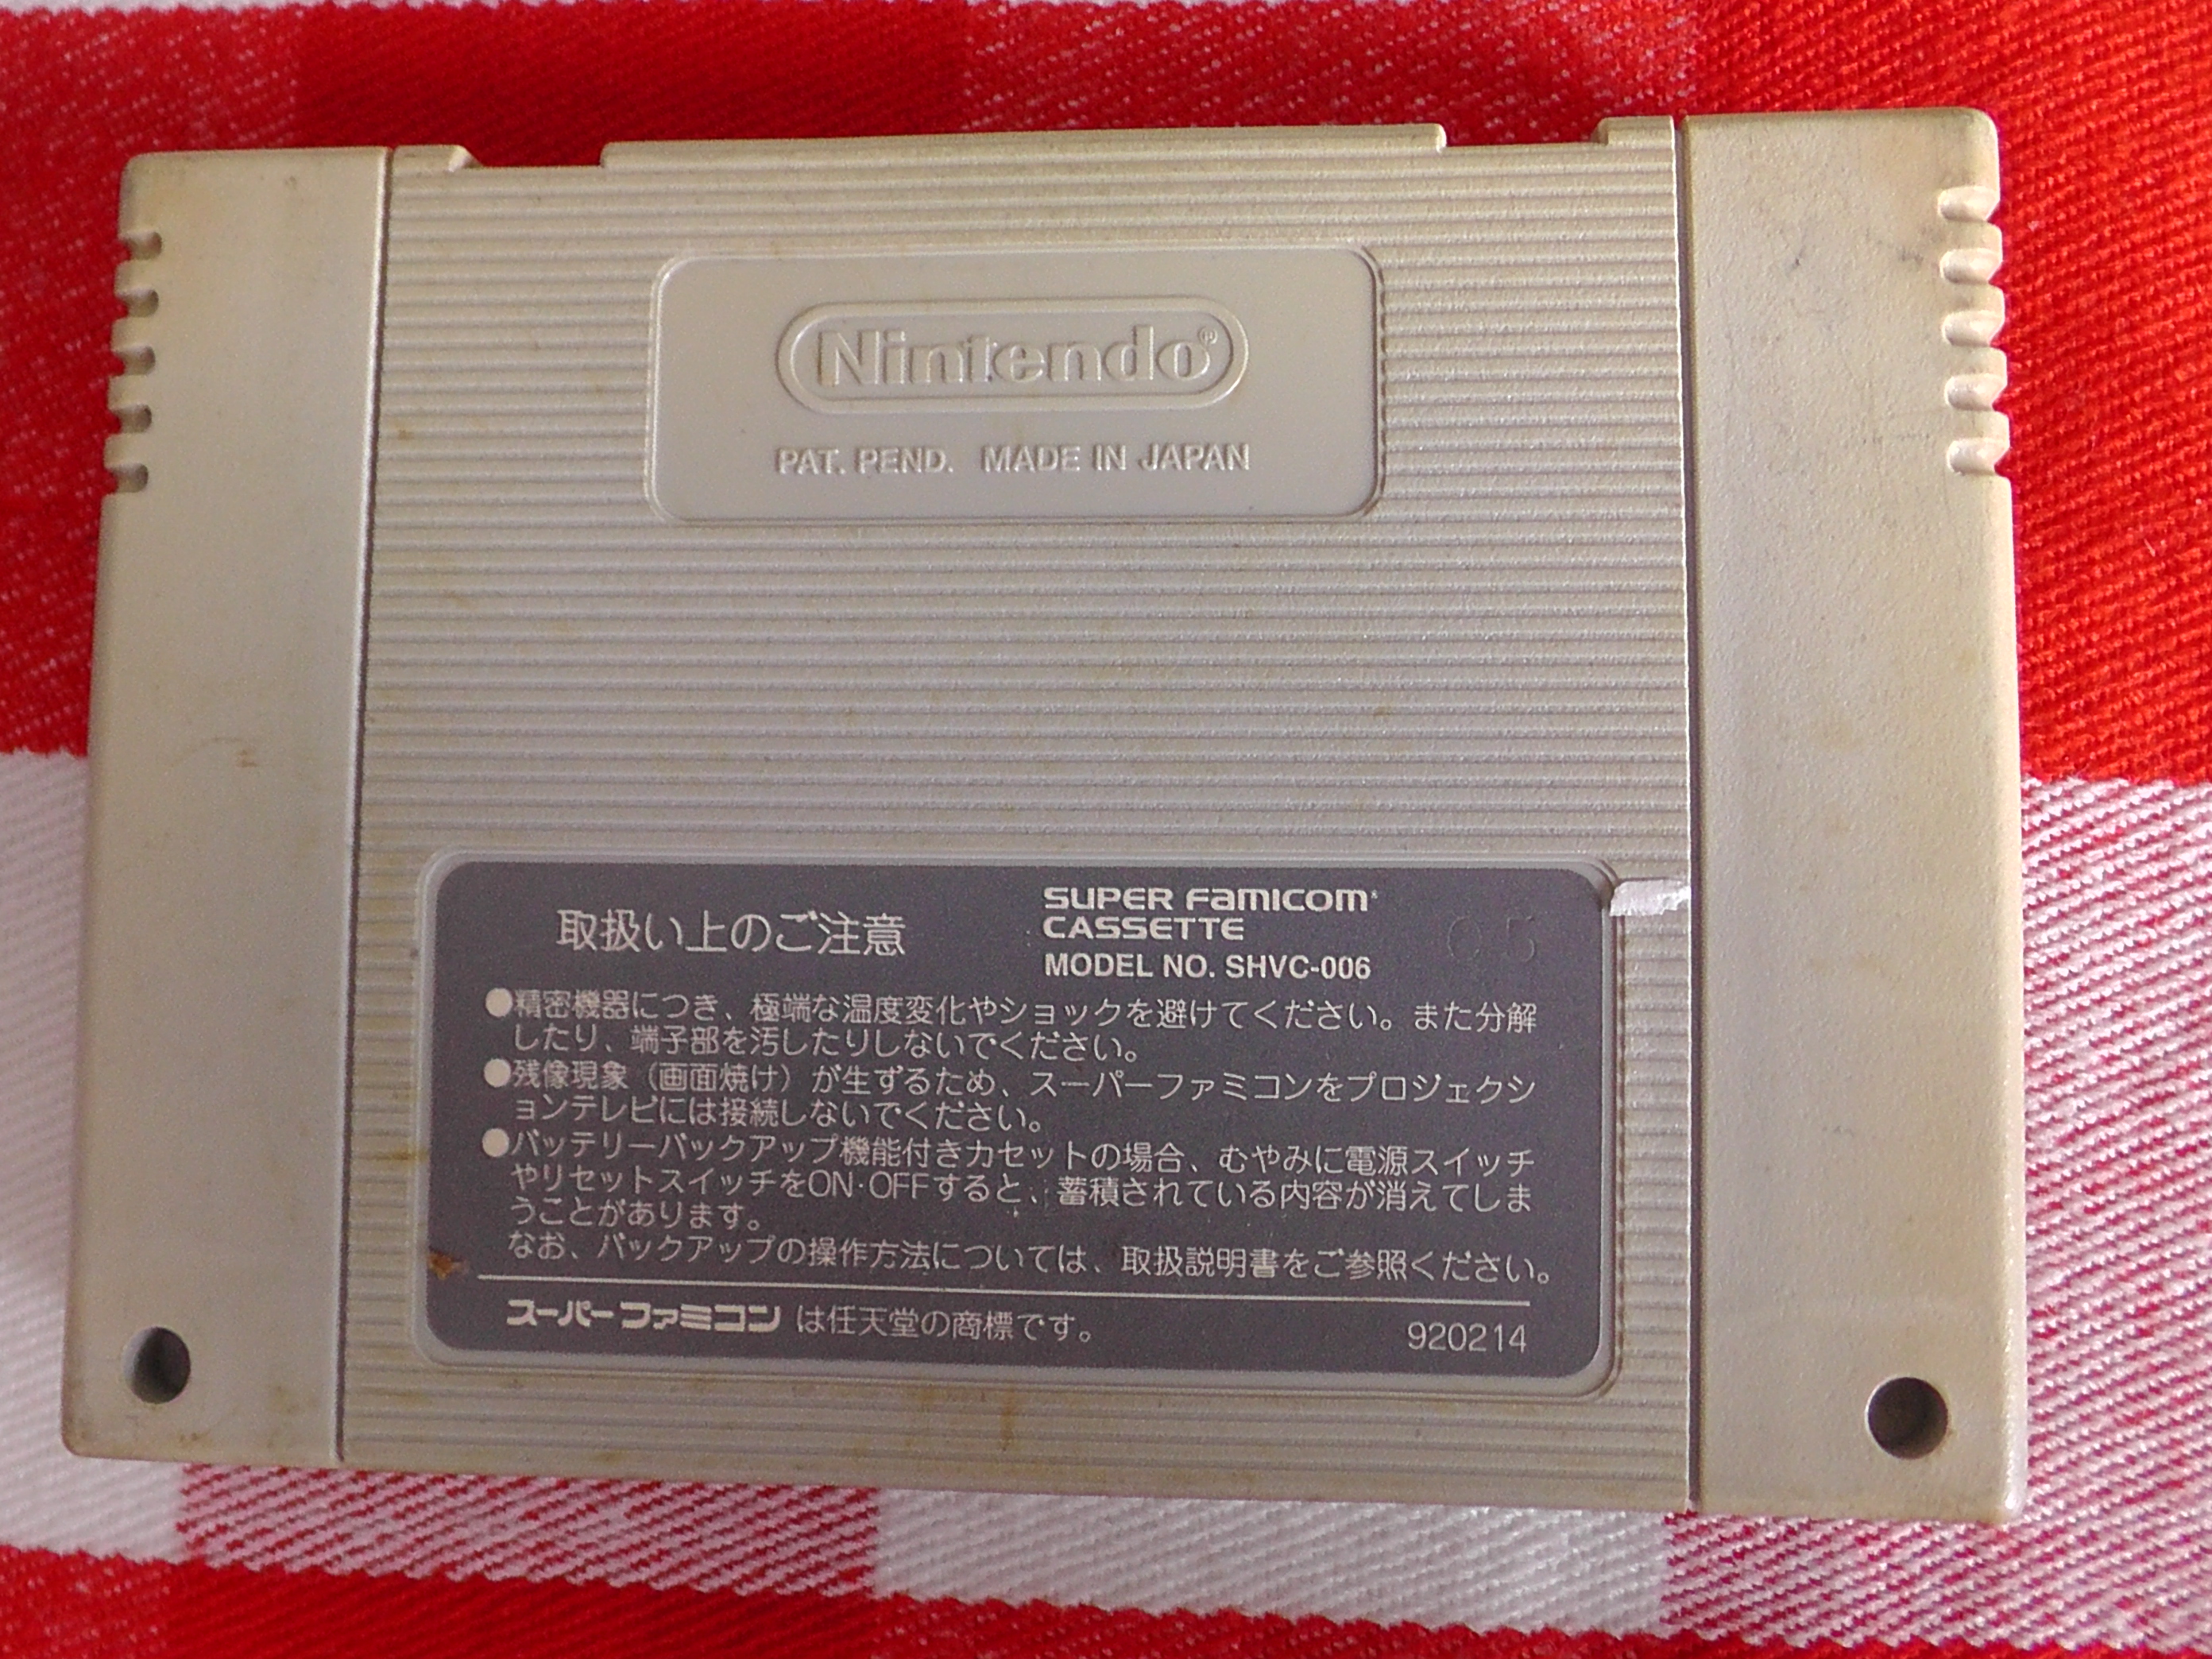 Nintendo®
PAT. PEND. MADE IN JAPAN
取扱い上のご注意
SUPER FAMICOM
CASSETTE
MODEL NO. SHVC-006
05
●精密機器につき、極端な温度変化やショックを避けてください。また分解
したり、端子部を汚したりしないでください。
●残像現象（画面焼け）が生ずるため、スーパーファミコンをプロジェクシ
ョンテレビには接続しないでください。
●バッテリーバックアップ機能付きカセットの場合、むやみに電源スイッチ
やリセットスイッチをON·OFFすると、蓄積されている内容が消えてしま
うことがあります。
なお、バックアップの操作方法については、取扱説明書をご参照ください。
スーパーファミコン は任天堂の商標です。
920214